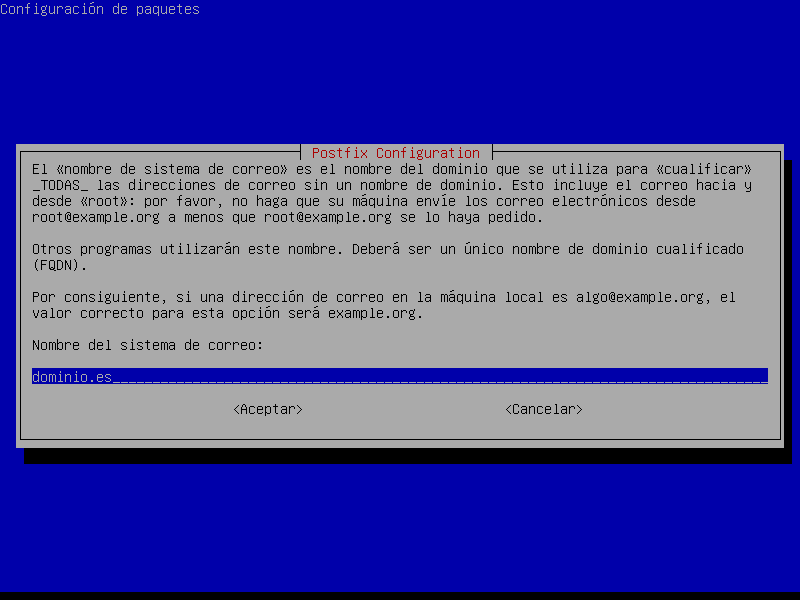 Configuración de paquetes
Postfix Configuration
El «nombre de sistema de correo» es el nombre del dominio que se utiliza para «cualificar»
_TODAS_ las direcciones de correo sin un nombre de dominio. Esto incluye el correo hacia y
desde «root»: por favor, no haga que su máquina envíe los correo electrónicos desde
root@example.org a menos que root@example.org se lo haya pedido.
Otros programas utilizarán este nombre. Deberá ser un único nombre de dominio cualificado
(FQDN).
Por consiguiente, si una dirección de correo en la máquina local es algo@example.org, el
valor correcto para esta opción será example.org.
Nombre del sistema de correo:
dominio.es
<Aceptar> <Cancelar>